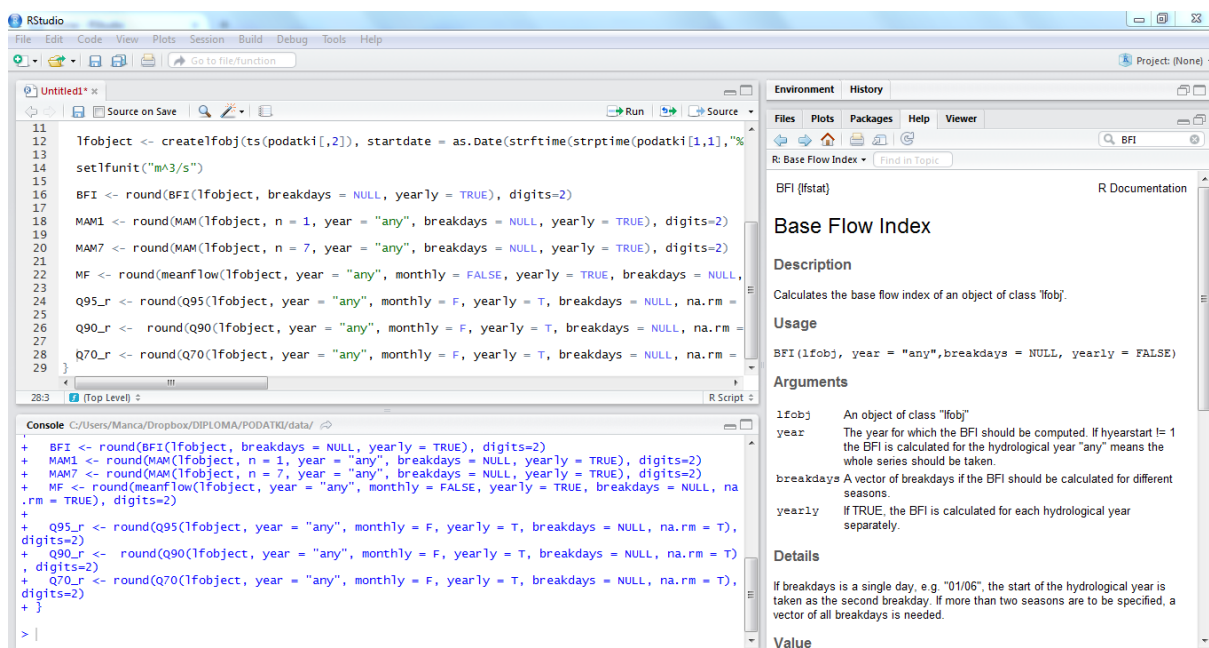 RStudio
File Edit Code View Plots Session Build Debug Tools Help
Go to file/function
Project: (None)
Untitled1* ×
Source on Save
Run
Source
11
12 lfobject <- createlfobj(ts(podatki[,2]), startdate = as.Date(strftime(strptime(podatki[1,1],"%
13
14 setlfunit("m^3/s")
15
16 BFI <- round(BFI(lfobject, breakdays = NULL, yearly = TRUE), digits=2)
17
18 MAM1 <- round(MAM(lfobject, n = 1, year = "any", breakdays = NULL, yearly = TRUE), digits=2)
19
20 MAM7 <- round(MAM(lfobject, n = 7, year = "any", breakdays = NULL, yearly = TRUE), digits=2)
21
22 MF <- round(meanflow(lfobject, year = "any", monthly = FALSE, yearly = TRUE, breakdays = NULL,
23
24 Q95_r <- round(Q95(lfobject, year = "any", monthly = F, yearly = T, breakdays = NULL, na.rm =
25
26 Q90_r <-  round(Q90(lfobject, year = "any", monthly = F, yearly = T, breakdays = NULL, na.rm =
27
28 Q70_r <- round(Q70(lfobject, year = "any", monthly = F, yearly = T, breakdays = NULL, na.rm =
29 }
28:3 (Top Level) R Script
Console C:/Users/Manca/Dropbox/DIPLOMA/PODATKI/data/
+   BFI <- round(BFI(lfobject, breakdays = NULL, yearly = TRUE), digits=2)
+   MAM1 <- round(MAM(lfobject, n = 1, year = "any", breakdays = NULL, yearly = TRUE), digits=2)
+   MAM7 <- round(MAM(lfobject, n = 7, year = "any", breakdays = NULL, yearly = TRUE), digits=2)
+   MF <- round(meanflow(lfobject, year = "any", monthly = FALSE, yearly = TRUE, breakdays = NULL, na
.rm = TRUE), digits=2)
+
+   Q95_r <- round(Q95(lfobject, year = "any", monthly = F, yearly = T, breakdays = NULL, na.rm = T),
digits=2)
+   Q90_r <-  round(Q90(lfobject, year = "any", monthly = F, yearly = T, breakdays = NULL, na.rm = T)
, digits=2)
+   Q70_r <- round(Q70(lfobject, year = "any", monthly = F, yearly = T, breakdays = NULL, na.rm = T),
digits=2)
+ }
>
Environment History
Files Plots Packages Help Viewer
BFI
R: Base Flow Index Find in Topic
BFI {lfstat} R Documentation
Base Flow Index
Description
Calculates the base flow index of an object of class 'lfobj'.
Usage
BFI(lfobj, year = "any",breakdays = NULL, yearly = FALSE)
Arguments
lfobj An object of class "lfobj"
year The year for which the BFI should be computed. If hyearstart != 1
the BFI is calculated for the hydrological year "any" means the
whole series should be taken.
breakdays A vector of breakdays if the BFI should be calculated for different
seasons.
yearly If TRUE, the BFI is calculated for each hydrological year
separately.
Details
If breakdays is a single day, e.g. "01/06", the start of the hydrological year is
taken as the second breakday. If more than two seasons are to be specified, a
vector of all breakdays is needed.
Value